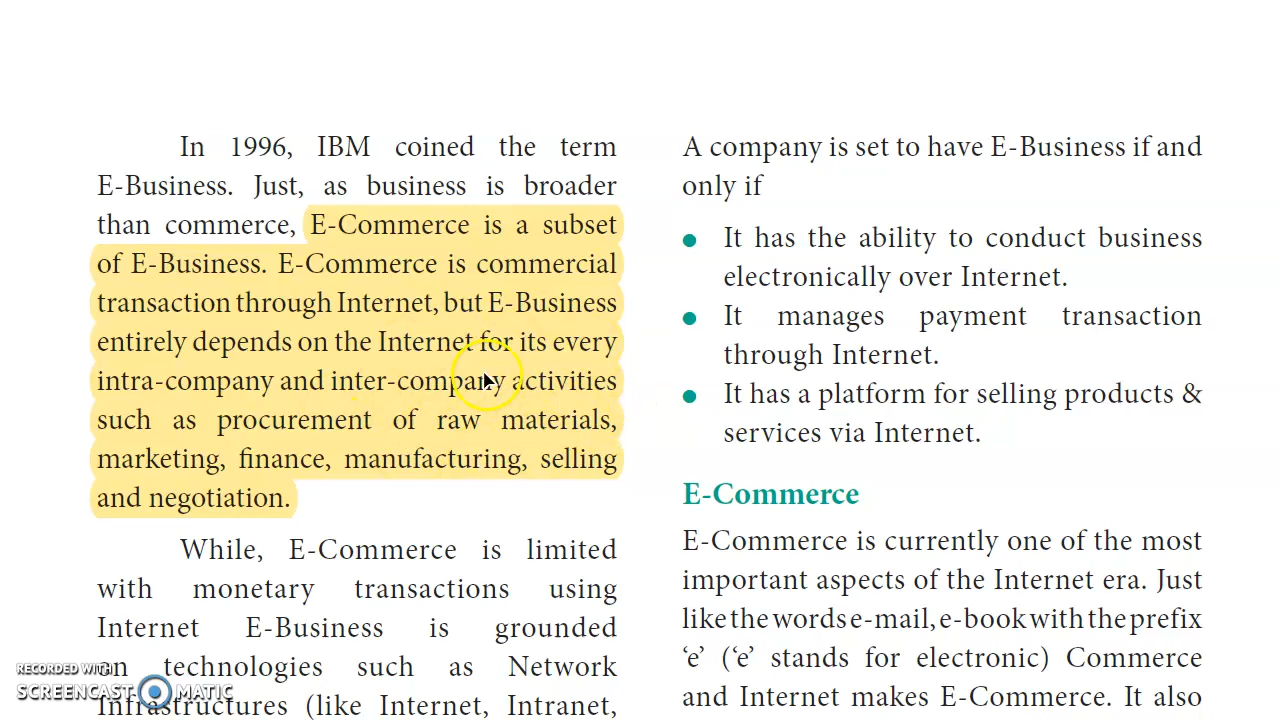 In 1996, IBM coined the term
E-Business. Just, as business is broader
than commerce, E-Commerce is a subset
of E-Business. E-Commerce is commercial
transaction through Internet, but E-Business
entirely depends on the Internet for its every
intra-company and inter-company activities
such as procurement of raw materials,
marketing, finance, manufacturing, selling
and negotiation.
While, E-Commerce is limited
with monetary transactions using
Internet E-Business is grounded
on technologies such as Network
Infrastructures (like Internet, Intranet,
A company is set to have E-Business if and
only if
● It has the ability to conduct business
electronically over Internet.
● It manages payment transaction
through Internet.
● It has a platform for selling products &
services via Internet.
E-Commerce
E-Commerce is currently one of the most
important aspects of the Internet era. Just
like the words e-mail, e-book with the prefix
‘e’ (‘e’ stands for electronic) Commerce
and Internet makes E-Commerce. It also
RECORDED WITH
SCREENCAST MATIC